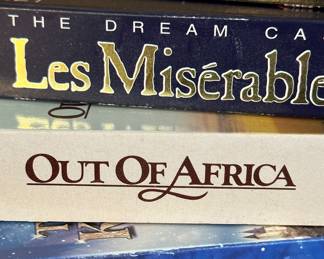 THE DREAM CA
Les Misérable
OUT OF AFRICA